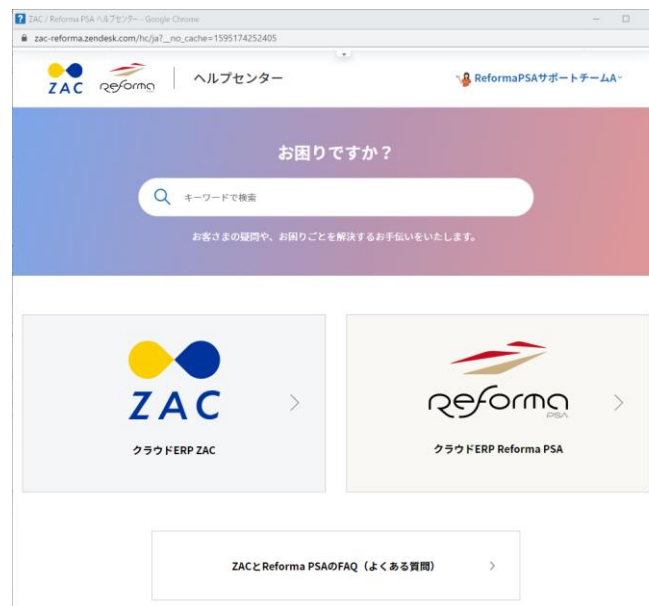 ZAC / Reforma PSA ヘルプセンター - Google Chrome
zac-reforma.zendesk.com/hc/ja?_no_cache=1595174252405
ZAC Reforma ヘルプセンター ReformaPSAサポートチームA
お困りですか？
キーワードで検索
お客さまの疑問や、お困りごとを解決するお手伝いをいたします。
ZAC
クラウドERP ZAC
Reforma
PSA
クラウドERP Reforma PSA
ZACとReforma PSAのFAQ（よくある質問）